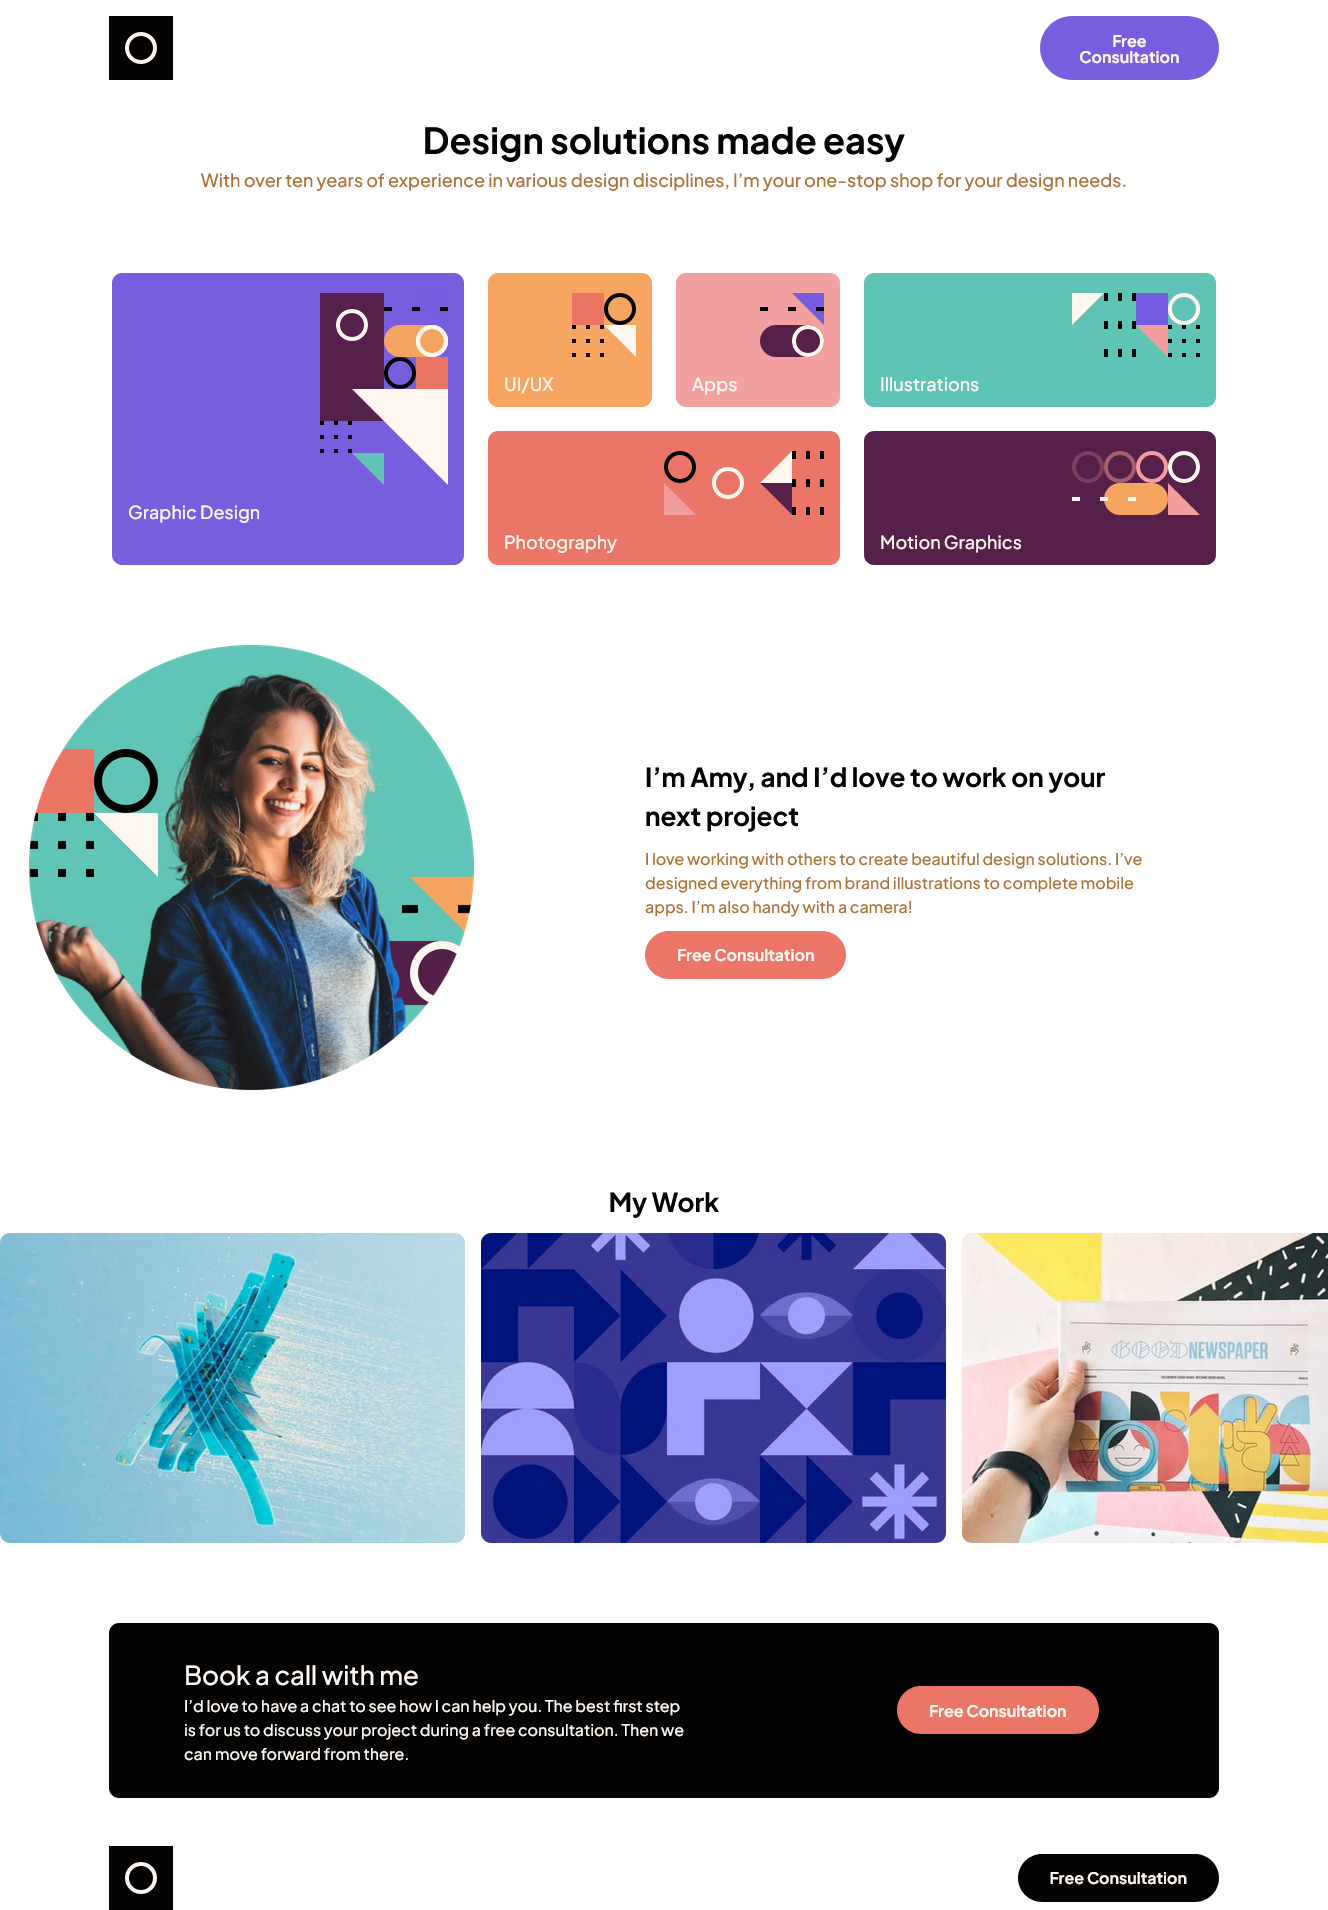 Free
Consultation
Design solutions made easy
With over ten years of experience in various design disciplines, I’m your one-stop shop for your design needs.
Graphic Design
UI/UX
Apps
Illustrations
Photography
Motion Graphics
I’m Amy, and I’d love to work on your
next project
I love working with others to create beautiful design solutions. I’ve
designed everything from brand illustrations to complete mobile
apps. I’m also handy with a camera!
Free Consultation
My Work
GOOD NEWSPAPER
Book a call with me
I’d love to have a chat to see how I can help you. The best first step
is for us to discuss your project during a free consultation. Then we
can move forward from there.
Free Consultation
Free Consultation